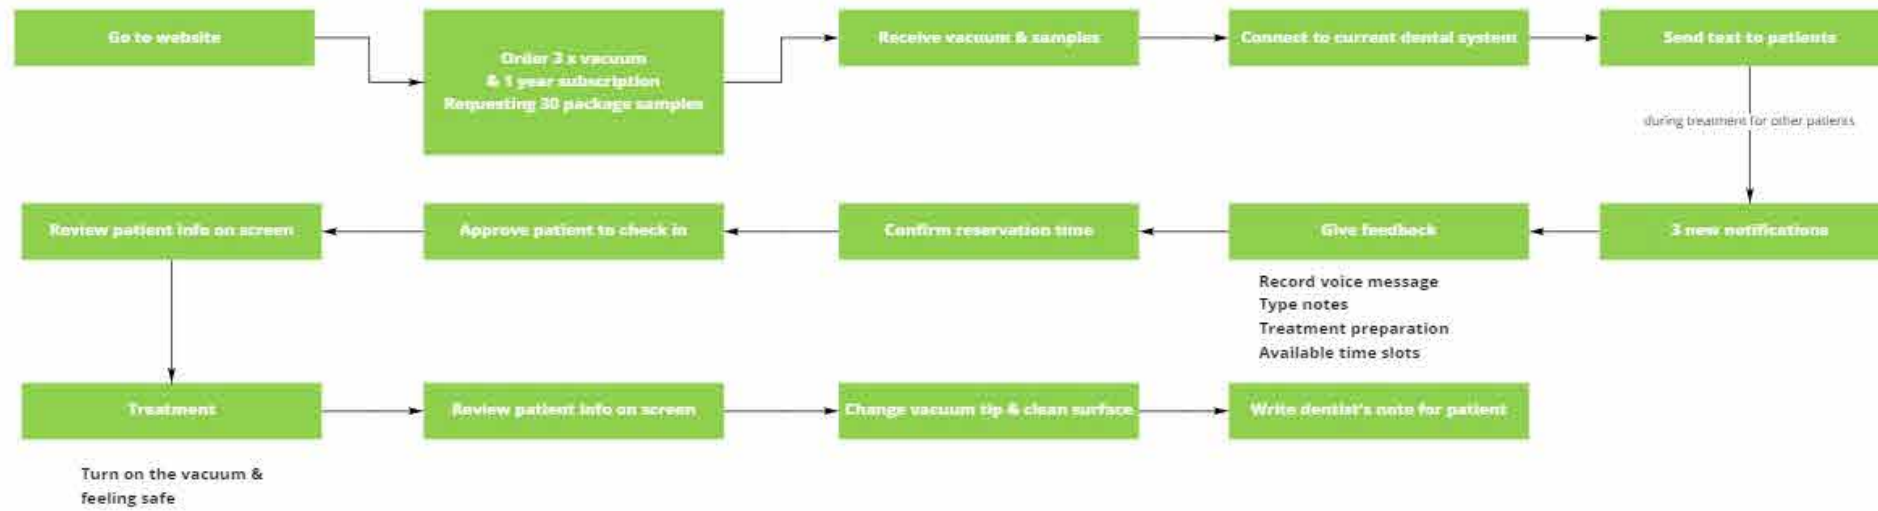 Go to website
Order 3 x vacuum
& 1 year subscription
Requesting 30 package samples
Receive vacuum & samples
Connect to current dental system
Send text to patients
during treatment for other patients
3 new notifications
Give feedback
Record voice message
Type notes
Treatment preparation
Available time slots
Confirm reservation time
Approve patient to check in
Review patient info on screen
Treatment
Turn on the vacuum &
feeling safe
Review patient info on screen
Change vacuum tip & clean surface
Write dentist's note for patient